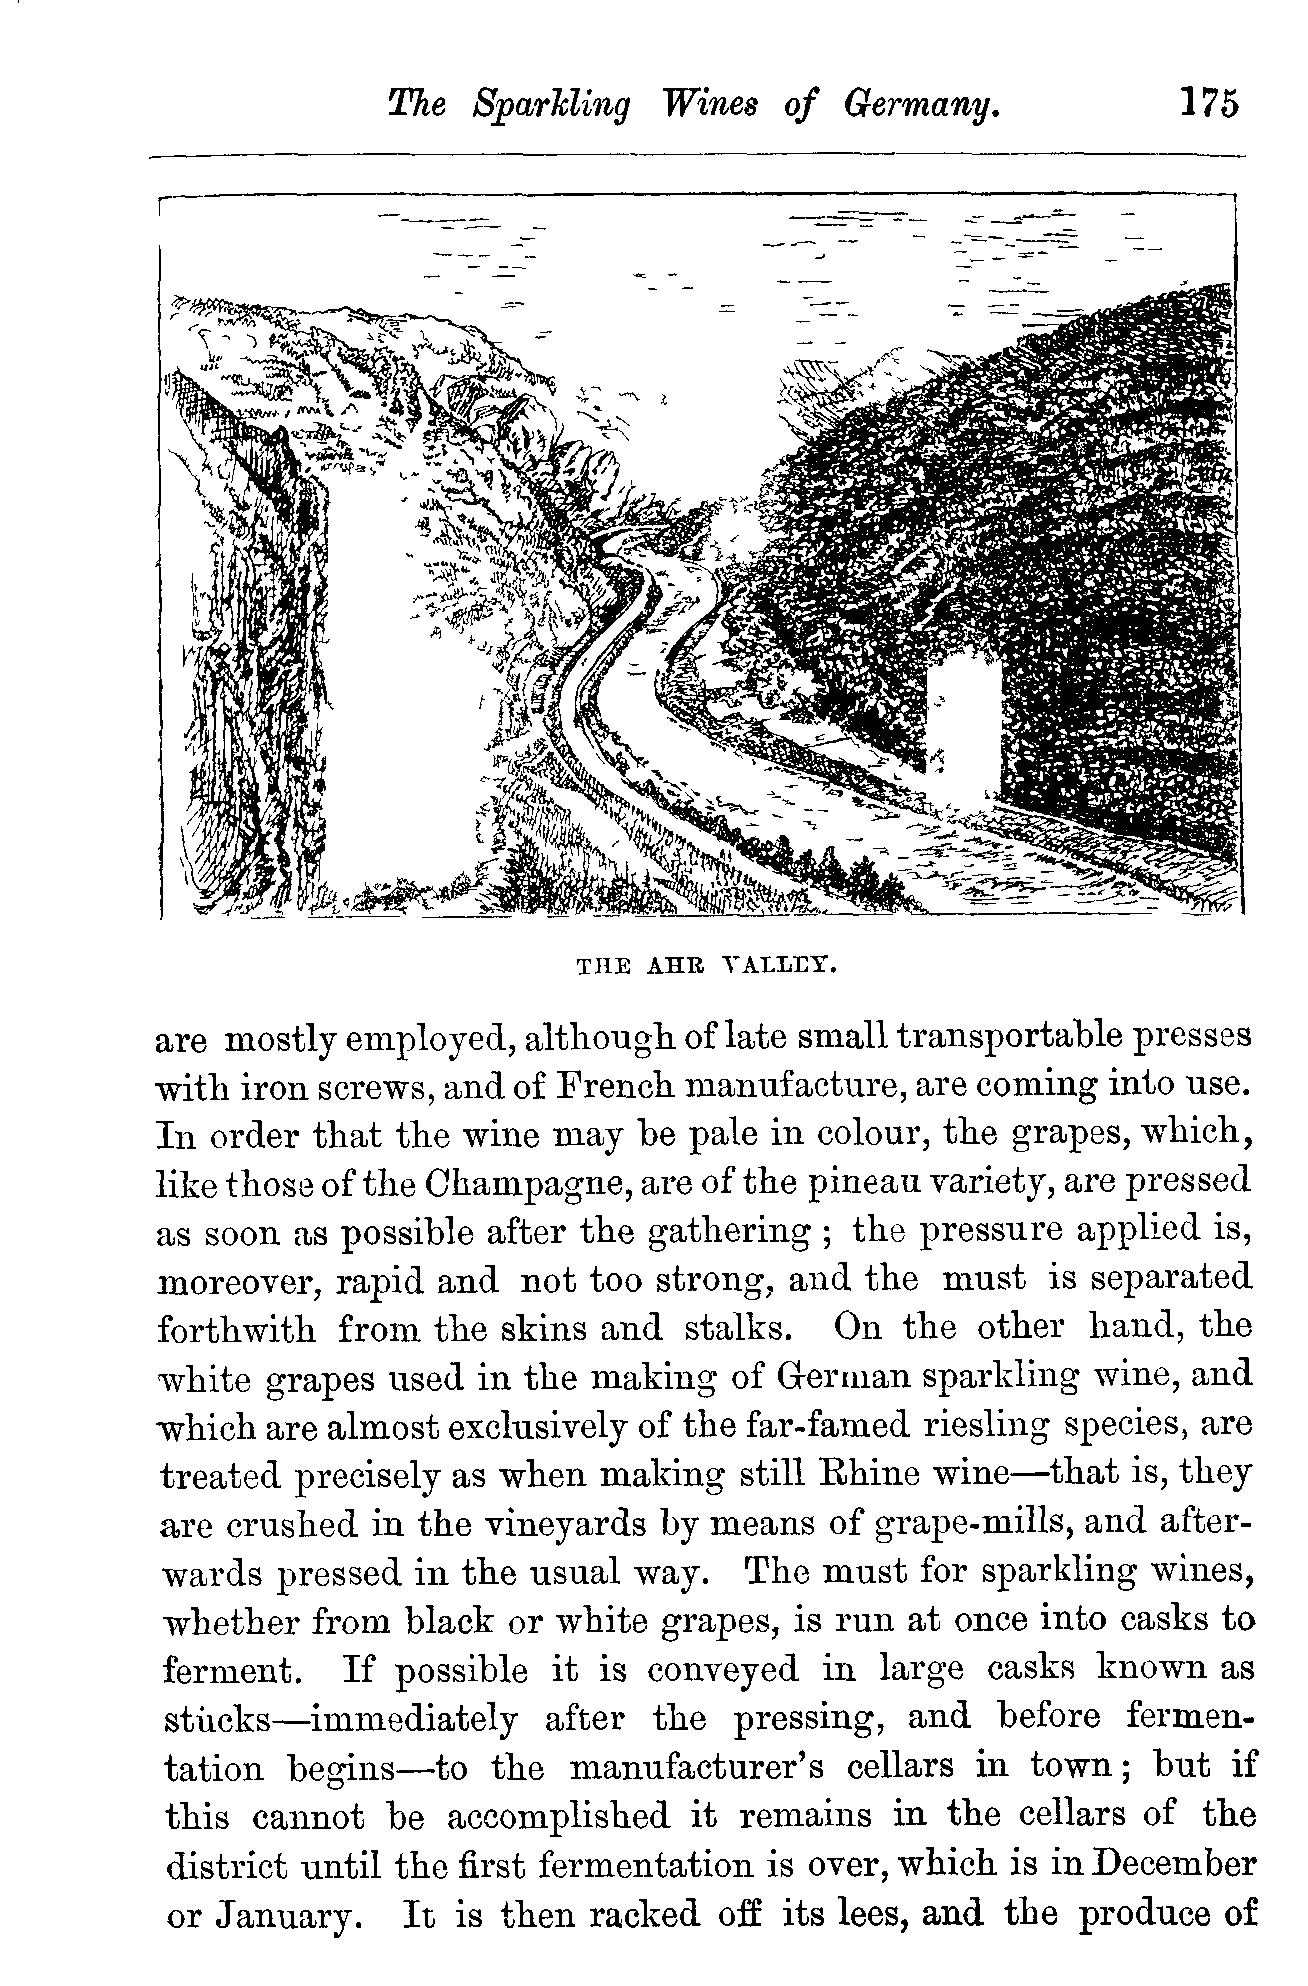 The Sparkling Wines of Germany. 175
THE AHR VALLEY.
are mostly employed, although of late small transportable presses
with iron screws, and of French manufacture, are coming into use.
In order that the wine may be pale in colour, the grapes, which,
like those of the Champagne, are of the pineau variety, are pressed
as soon as possible after the gathering ; the pressure applied is,
moreover, rapid and not too strong, and the must is separated
forthwith from the skins and stalks. On the other hand, the
white grapes used in the making of German sparkling wine, and
which are almost exclusively of the far-famed riesling species, are
treated precisely as when making still Rhine wine—that is, they
are crushed in the vineyards by means of grape-mills, and after-
wards pressed in the usual way. The must for sparkling wines,
whether from black or white grapes, is run at once into casks to
ferment. If possible it is conveyed in large casks known as
stücks—immediately after the pressing, and before fermen-
tation begins—to the manufacturer's cellars in town ; but if
this cannot be accomplished it remains in the cellars of the
district until the first fermentation is over, which is in December
or January. It is then racked off its lees, and the produce of